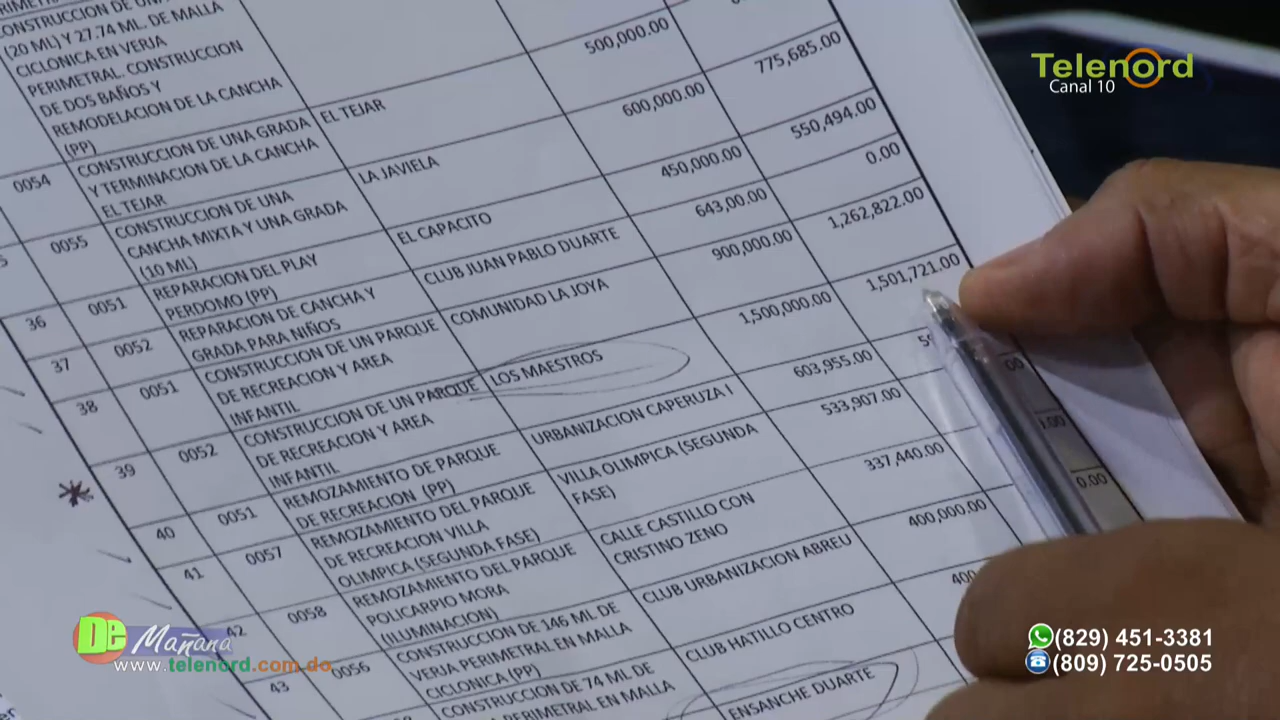 CONSTRUCCION DE UNA
(20 ML) Y 27.74 ML. DE MALLA
CICLONICA EN VERJA
PERIMETRAL. CONSTRUCCION
DE DOS BAÑOS Y
REMODELACION DE LA CANCHA
(PP)
0054
CONSTRUCCION DE UNA GRADA
Y TERMINACION DE LA CANCHA
EL TEJAR
EL TEJAR
500,000.00
775,685.00
0055
CONSTRUCCION DE UNA
CANCHA MIXTA Y UNA GRADA
(10 ML)
LA JAVIELA
600,000.00
550,494.00
36
0051
REPARACION DEL PLAY
PERDOMO (PP)
EL CAPACITO
450,000.00
0.00
37
0052
REPARACION DE CANCHA Y
GRADA PARA NIÑOS
CLUB JUAN PABLO DUARTE
643,00.00
1,262,822.00
38
0051
CONSTRUCCION DE UN PARQUE
DE RECREACION Y AREA
INFANTIL
COMUNIDAD LA JOYA
900,000.00
1,501,721.00
39
0052
CONSTRUCCION DE UN PARQUE
DE RECREACION Y AREA
INFANTIL
LOS MAESTROS
1,500,000.00
40
0051
REMOZAMIENTO DE PARQUE
DE RECREACION (PP)
URBANIZACION CAPERUZA I
603,955.00
00
41
0057
REMOZAMIENTO DEL PARQUE
DE RECREACION VILLA
OLIMPICA (SEGUNDA FASE)
VILLA OLIMPICA (SEGUNDA
FASE)
533,907.00
0.00
42
0058
REMOZAMIENTO DEL PARQUE
POLICARPIO MORA
(ILUMINACION)
CALLE CASTILLO CON
CRISTINO ZENO
337,440.00
0.00
43
0056
CONSTRUCCION DE 146 ML DE
VERJA PERIMETRAL EN MALLA
CICLONICA (PP)
CLUB URBANIZACION ABREU
400,000.00
CONSTRUCCION DE 74 ML DE
PERIMETRAL EN MALLA
CLUB HATILLO CENTRO
400
ENSANCHE DUARTE
Telenord
Canal 10
De Mañana
www.telenord.com.do
(829) 451-3381
(809) 725-0505